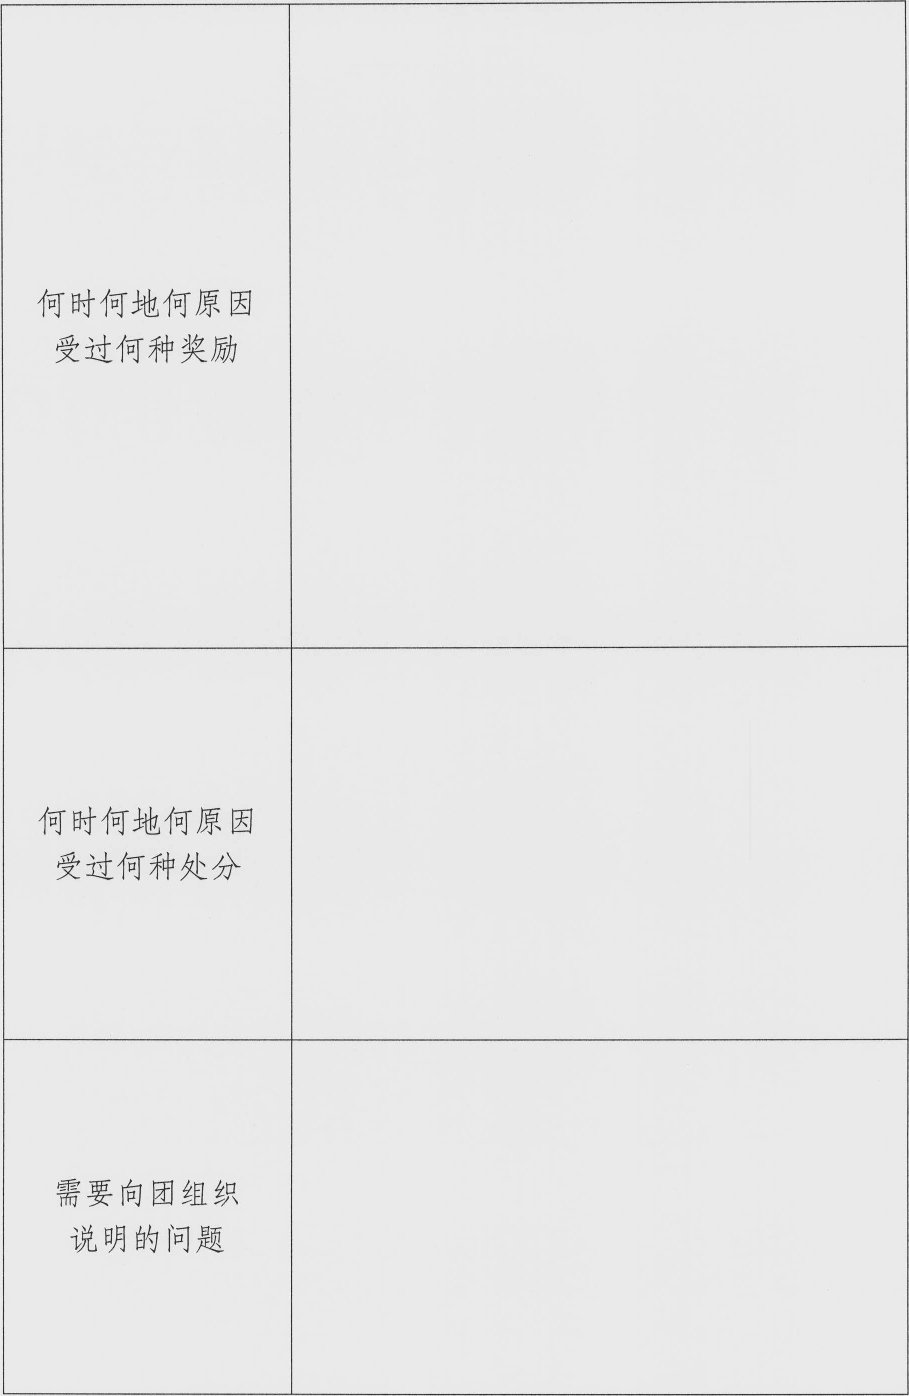 何时何地何原因
受过何种奖励
何时何地何原因
受过何种处分
需要向团组织
说明的问题